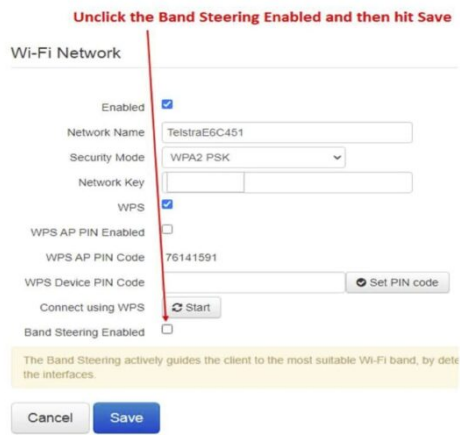 Unclick the Band Steering Enabled and then hit Save
Wi-Fi Network
Enabled
Network Name TelstraE6C451
Security Mode WPA2 PSK
Network Key
WPS
WPS AP PIN Enabled
WPS AP PIN Code 76141591
WPS Device PIN Code Set PIN code
Connect using WPS Start
Band Steering Enabled
The Band Steering actively guides the client to the most suitable Wi-Fi band, by dete
the interfaces.
Cancel Save